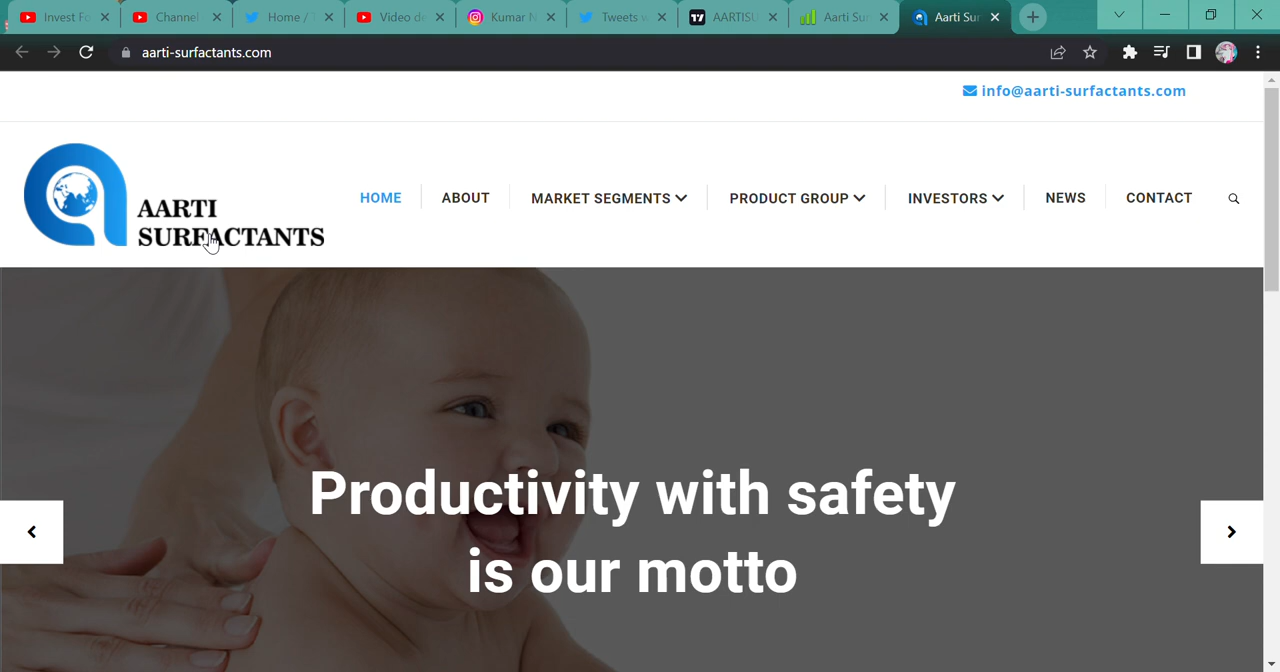 Invest Fo
Channel
Home / T
Video de
Kumar N
Tweets w
AARTISU
Aarti Sur
Aarti Sur
aarti-surfactants.com
info@aarti-surfactants.com
AARTI
SURFACTANTS
HOME
ABOUT
MARKET SEGMENTS
PRODUCT GROUP
INVESTORS
NEWS
CONTACT
Productivity with safety
is our motto